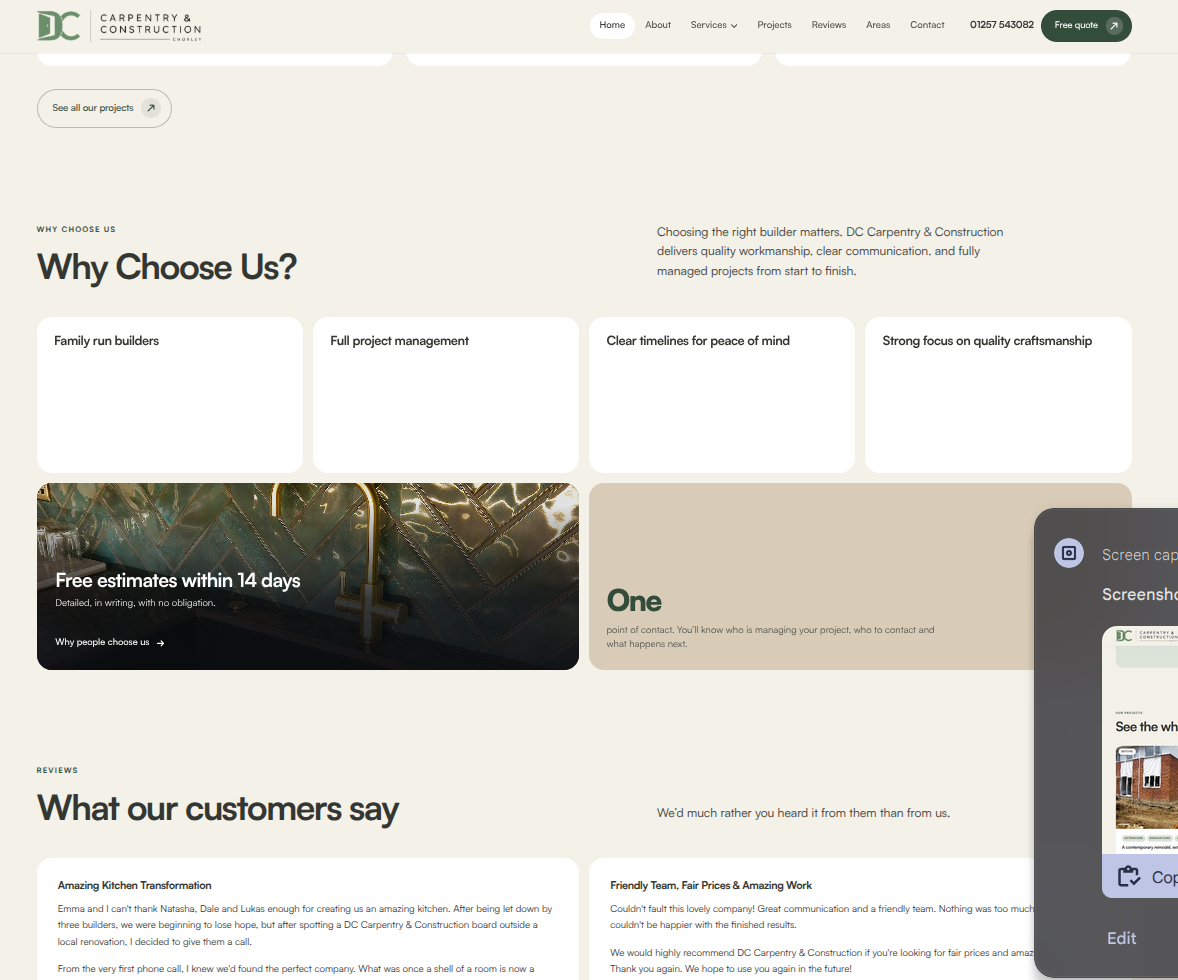 DC CARPENTRY & CONSTRUCTION CHORLEY
Home About Services Projects Reviews Areas Contact 01257 543082 Free quote
See all our projects
WHY CHOOSE US
Why Choose Us?
Choosing the right builder matters. DC Carpentry & Construction
delivers quality workmanship, clear communication, and fully
managed projects from start to finish.
Family run builders
Full project management
Clear timelines for peace of mind
Strong focus on quality craftsmanship
Free estimates within 14 days
Detailed, in writing, with no obligation.
Why people choose us
One
point of contact. You'll know who is managing your project, who to contact and
what happens next.
Screen cap
Screensho
DC CARPENTRY & CONSTRUCTION
OUR PROJECTS
See the wh
A contemporary remodel, ext
Cop
Edit
REVIEWS
What our customers say
We'd much rather you heard it from them than from us.
Amazing Kitchen Transformation
Emma and I can't thank Natasha, Dale and Lukas enough for creating us an amazing kitchen. After being let down by
three builders, we were beginning to lose hope, but after spotting a DC Carpentry & Construction board outside a
local renovation, I decided to give them a call.
From the very first phone call, I knew we'd found the perfect company. What was once a shell of a room is now a
Friendly Team, Fair Prices & Amazing Work
Couldn't fault this lovely company! Great communication and a friendly team. Nothing was too much
couldn't be happier with the finished results.
We would highly recommend DC Carpentry & Construction if you're looking for fair prices and amaz
Thank you again. We hope to use you again in the future!